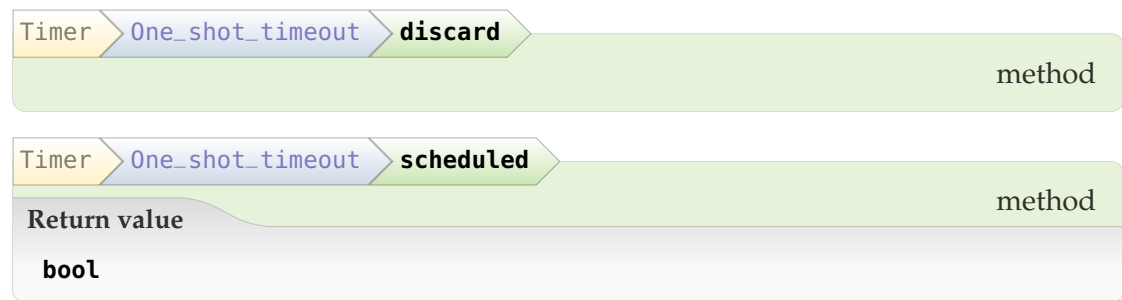 Timer One_shot_timeout discard
method
Timer One_shot_timeout scheduled
method
Return value
bool